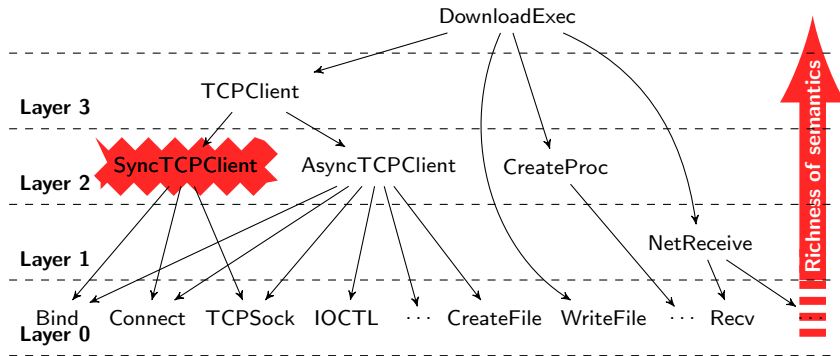 DownloadExec
TCPClient
Layer 3
SyncTCPClient AsyncTCPClient CreateProc
Layer 2
NetReceive
Layer 1
Bind Connect TCPSock IOCTL ... CreateFile WriteFile ... Recv ...
Layer 0
Richness of semantics